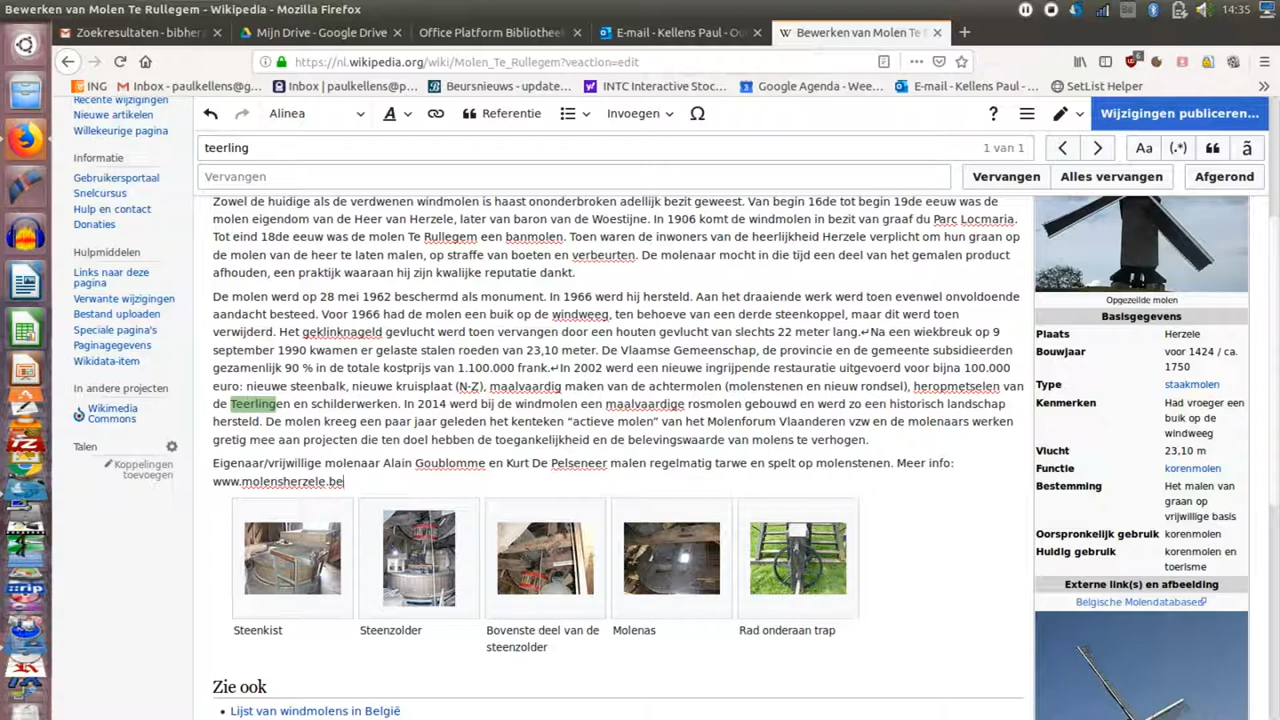 Bewerken van Molen Te Rullegem - Wikipedia - Mozilla Firefox
14:35
Zoekresultaten - bibher
Mijn Drive - Google Drive
Office Platform Bibliotheek
E-mail - Kellens Paul - Ou
Bewerken van Molen Te R
https://nl.wikipedia.org/wiki/Molen_Te_Rullegem?veaction=edit
ING
Inbox - paulkellens@g...
Inbox | paulkellens@p...
Beursnieuws - update...
INTC Interactive Stoc...
Google Agenda - Wee...
E-mail - Kellens Paul - ...
SetList Helper
Recente wijzigingen
Nieuwe artikelen
Willekeurige pagina
Informatie
Gebruikersportaal
Snelcursus
Hulp en contact
Donaties
Hulpmiddelen
Links naar deze
pagina
Verwante wijzigingen
Bestand uploaden
Speciale pagina's
Paginagegevens
Wikidata-item
In andere projecten
Wikimedia
Commons
Talen
Koppelingen
toevoegen
Alinea
A
Referentie
Invoegen
Ω
?
Wijzigingen publiceren...
teerling
1 van 1
Aa
(.*)
ã
Vervangen
Vervangen
Alles vervangen
Afgerond
Zowel de huidige als de verdwenen windmolen is haast ononderbroken adellijk bezit geweest. Van begin 16de tot begin 19de eeuw was de
molen eigendom van de Heer van Herzele, later van baron van de Woestijne. In 1906 komt de windmolen in bezit van graaf du Parc Locmaria.
Tot eind 18de eeuw was de molen Te Rullegem een banmolen. Toen waren de inwoners van de heerlijkheid Herzele verplicht om hun graan op
de molen van de heer te laten malen, op straffe van boeten en verbeurten. De molenaar mocht in die tijd een deel van het gemalen product
afhouden, een praktijk waaraan hij zijn kwalijke reputatie dankt.
De molen werd op 28 mei 1962 beschermd als monument. In 1966 werd hij hersteld. Aan het draaiende werk werd toen evenwel onvoldoende
aandacht besteed. Voor 1966 had de molen een buik op de windweeg, ten behoeve van een derde steenkoppel, maar dit werd toen
verwijderd. Het geklinknageld gevlucht werd toen vervangen door een houten gevlucht van slechts 22 meter lang.↵Na een wiekbreuk op 9
september 1990 kwamen er gelaste stalen roeden van 23,10 meter. De Vlaamse Gemeenschap, de provincie en de gemeente subsidieerden
gezamenlijk 90 % in de totale kostprijs van 1.100.000 frank.↵In 2002 werd een nieuwe ingrijpende restauratie uitgevoerd voor bijna 100.000
euro: nieuwe steenbalk, nieuwe kruisplaat (N-Z), maalvaardig maken van de achtermolen (molenstenen en nieuw rondsel), heropmetselen van
de Teerlingen en schilderwerken. In 2014 werd bij de windmolen een maalvaardige rosmolen gebouwd en werd zo een historisch landschap
hersteld. De molen kreeg een paar jaar geleden het kenteken “actieve molen” van het Molenforum Vlaanderen vzw en de molenaars werken
gretig mee aan projecten die ten doel hebben de toegankelijkheid en de belevingswaarde van molens te verhogen.
Eigenaar/vrijwillige molenaar Alain Goublomme en Kurt De Pelseneer malen regelmatig tarwe en spelt op molenstenen. Meer info:
www.molensherzele.be
Steenkist
Steenzolder
Bovenste deel van de
steenzolder
Molenas
Rad onderaan trap
Zie ook
Lijst van windmolens in België
Opgezeilde molen
Basisgegevens
Plaats Herzele
Bouwjaar voor 1424 / ca.
1750
Type staakmolen
Kenmerken Had vroeger een
buik op de
windweeg
Vlucht 23,10 m
Functie korenmolen
Bestemming Het malen van
graan op
vrijwillige basis
Oorspronkelijk gebruik korenmolen
Huidig gebruik korenmolen en
toerisme
Externe link(s) en afbeelding
Belgische Molendatabase